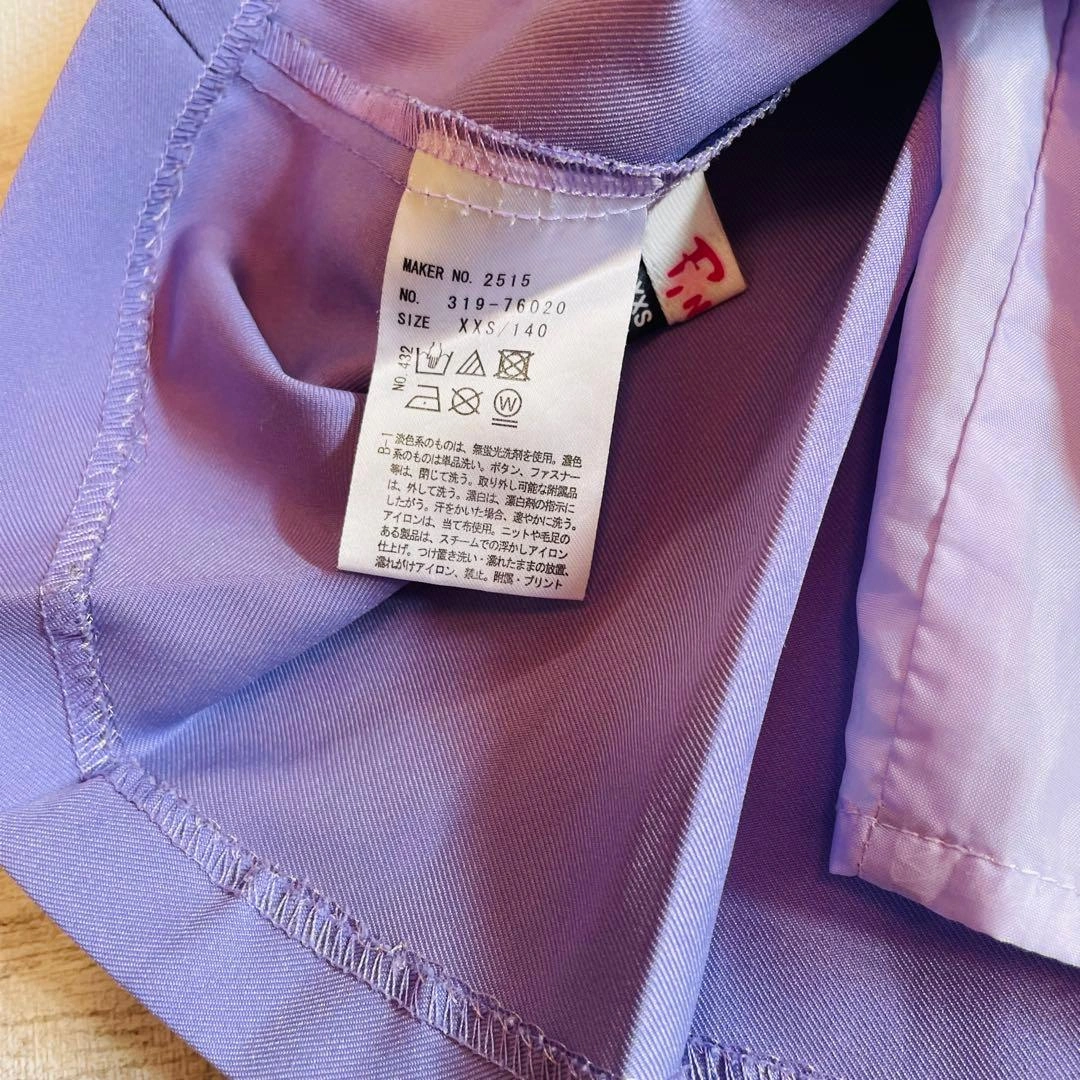 MAKER NO. 2515
NO. 319-76020
SIZE XXS/140
NO.432
W
B-1
淡色系のものは、無蛍光洗剤を使用。濃色
系のものは単品洗い。ボタン、ファスナー
等は、閉じて洗う。取り外し可能な附属品
は、外して洗う。漂白は、漂白剤の指示に
したがう。汗をかいた場合、速やかに洗う。
アイロンは、当て布使用。ニットや毛足の
ある製品は、スチームでの浮かしアイロン
仕上げ。つけ置き洗い・濡れたままの放置、
濡れがけアイロン、禁止。附属・プリント
XXS